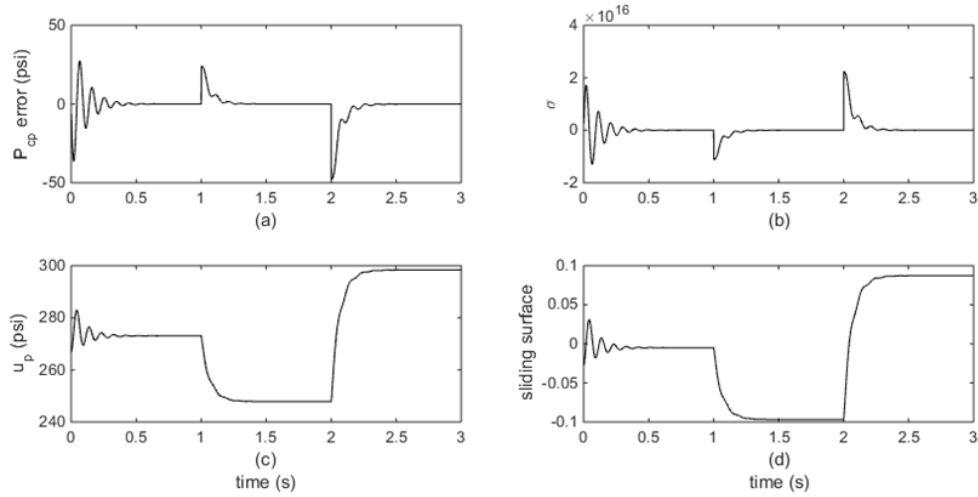 50
P_cp error (psi)
0
-50
0 0.5 1 1.5 2 2.5 3
(a)
× 10^16
4
2
σ
0
-2
0 0.5 1 1.5 2 2.5 3
(b)
300
280
u_p (psi)
260
240
0 0.5 1 1.5 2 2.5 3
(c)
time (s)
0.1
0.05
sliding surface
0
-0.05
-0.1
0 0.5 1 1.5 2 2.5 3
(d)
time (s)